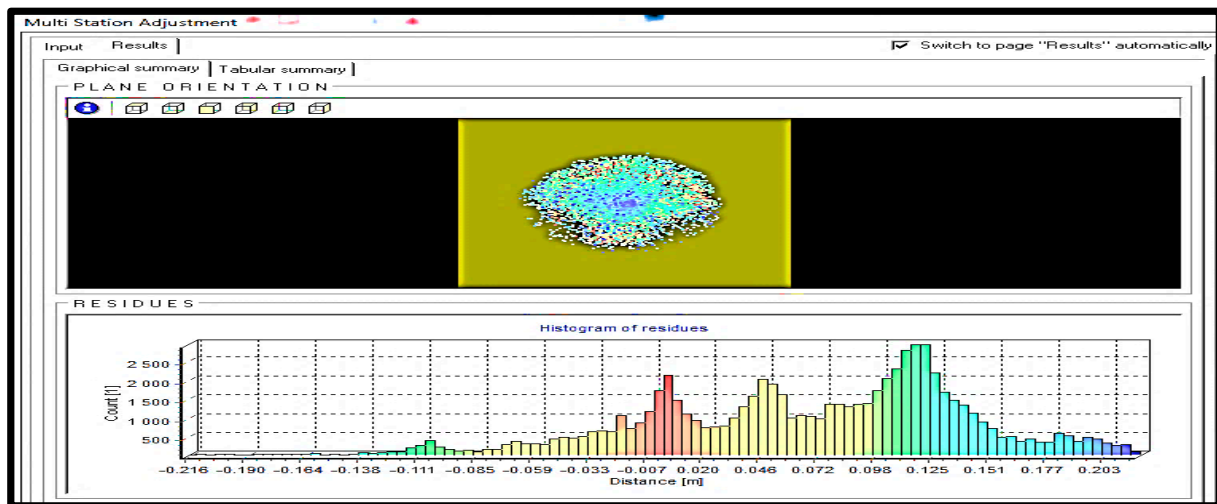 Multi Station Adjustment
Input Results Switch to page "Results" automatically
Graphical summary Tabular summary
PLANE ORIENTATION
RESIDUES
Histogram of residues
2 500
2 000
1 500
1 000
500
Count [1]
-0.216 -0.190 -0.164 -0.138 -0.111 -0.085 -0.059 -0.033 -0.007 0.020 0.046 0.072 0.098 0.125 0.151 0.177 0.203
Distance [m]